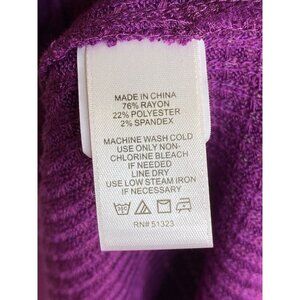 MADE IN CHINA
76% RAYON
22% POLYESTER
2% SPANDEX
MACHINE WASH COLD
USE ONLY NON-
CHLORINE BLEACH
IF NEEDED
LINE DRY
USE LOW STEAM IRON
IF NECESSARY
RN# 51323